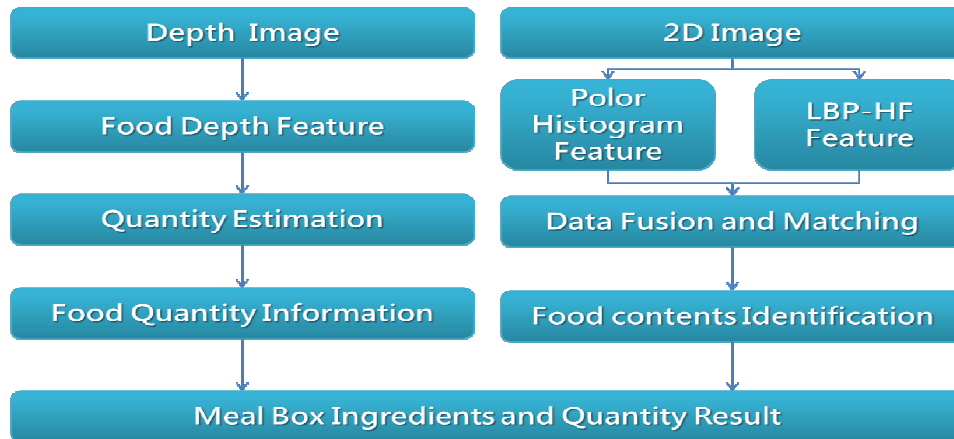 Depth Image
Food Depth Feature
Quantity Estimation
Food Quantity Information
2D Image
Polor
Histogram
Feature
LBP-HF
Feature
Data Fusion and Matching
Food contents Identification
Meal Box Ingredients and Quantity Result